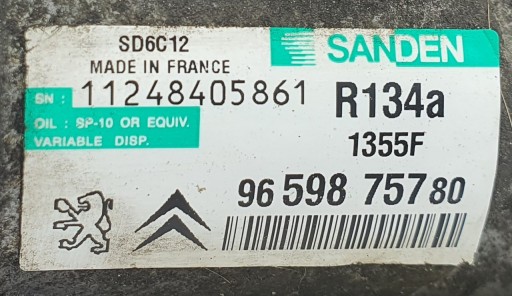 SD6C12
SANDEN
MADE IN FRANCE
SN : 11248405861
R134a
OIL : SP-10 OR EQUIV.
VARIABLE DISP.
1355F
96 598 757 80